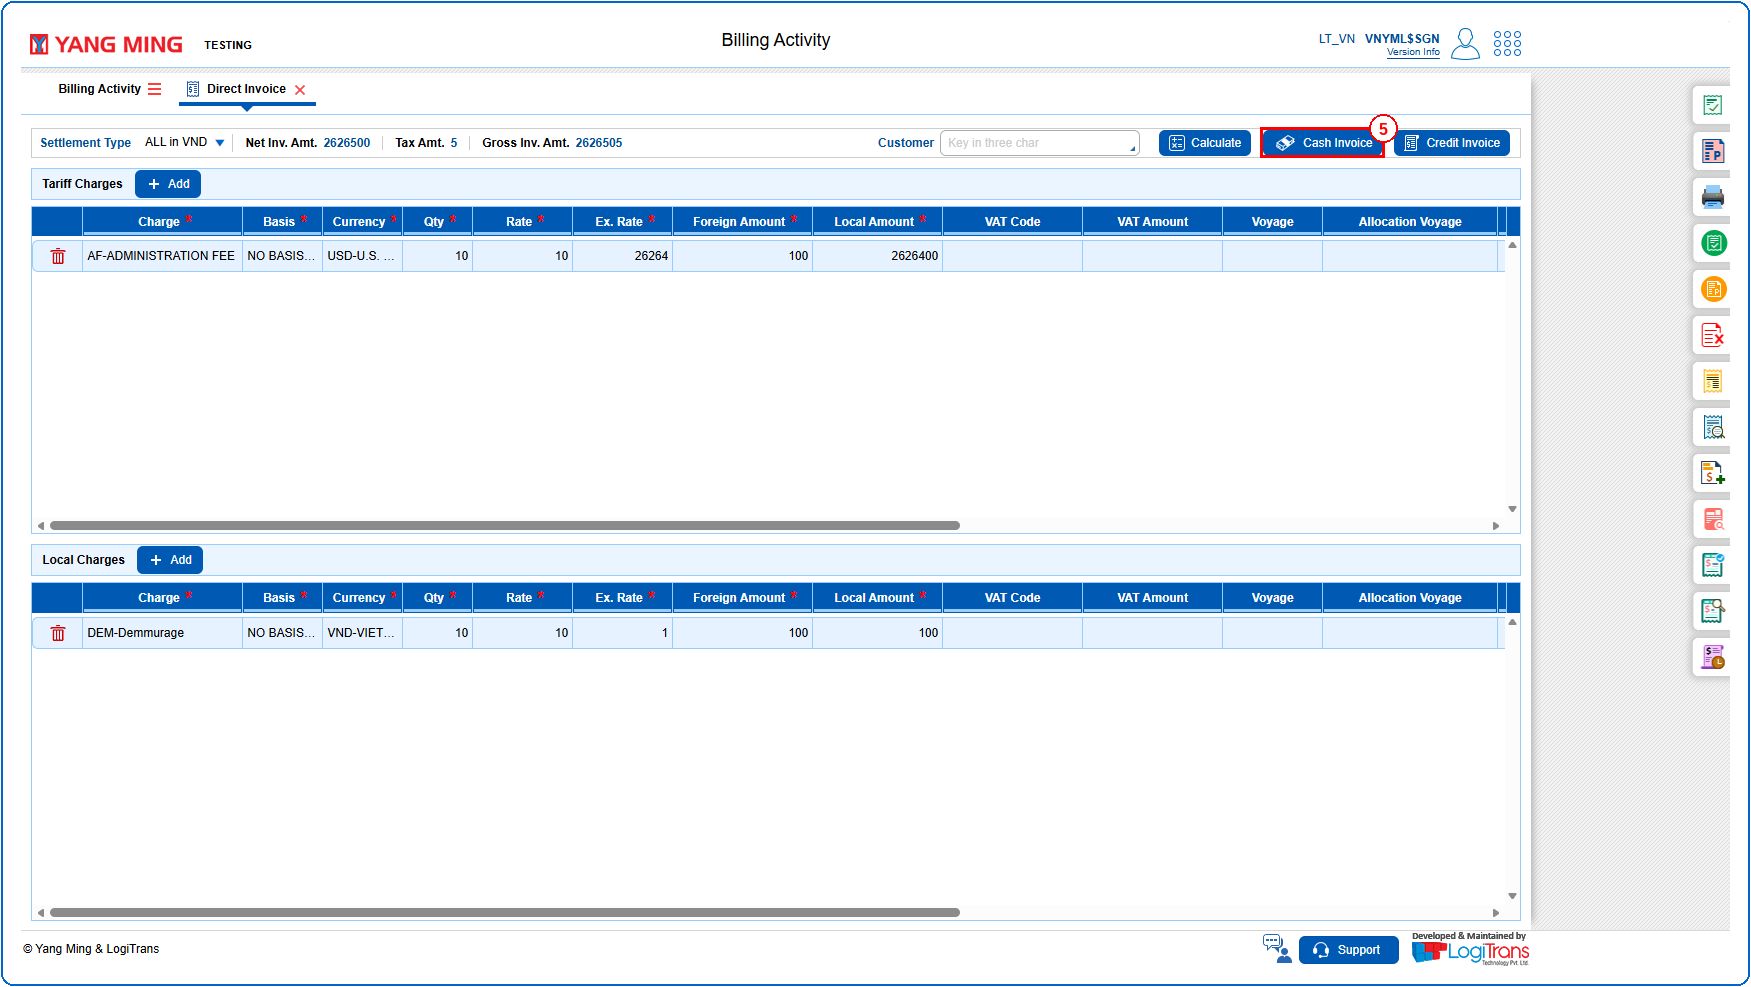 YANG MING TESTING Billing Activity LT_VN VNYML$SGN
Version Info
Billing Activity Direct Invoice
Settlement Type ALL in VND Net Inv. Amt. 2626500 Tax Amt. 5 Gross Inv. Amt. 2626505 Customer Key in three char Calculate Cash Invoice 5 Credit Invoice
Tariff Charges + Add
Charge * Basis * Currency * Qty * Rate * Ex. Rate * Foreign Amount * Local Amount * VAT Code VAT Amount Voyage Allocation Voyage
AF-ADMINISTRATION FEE NO BASIS... USD-U.S. ... 10 10 26264 100 2626400
Local Charges + Add
Charge * Basis * Currency * Qty * Rate * Ex. Rate * Foreign Amount * Local Amount * VAT Code VAT Amount Voyage Allocation Voyage
DEM-Demmurage NO BASIS... VND-VIET... 10 10 1 100 100
© Yang Ming & LogiTrans Support
Developed & Maintained by
LogiTrans
Technology Pvt. Ltd.